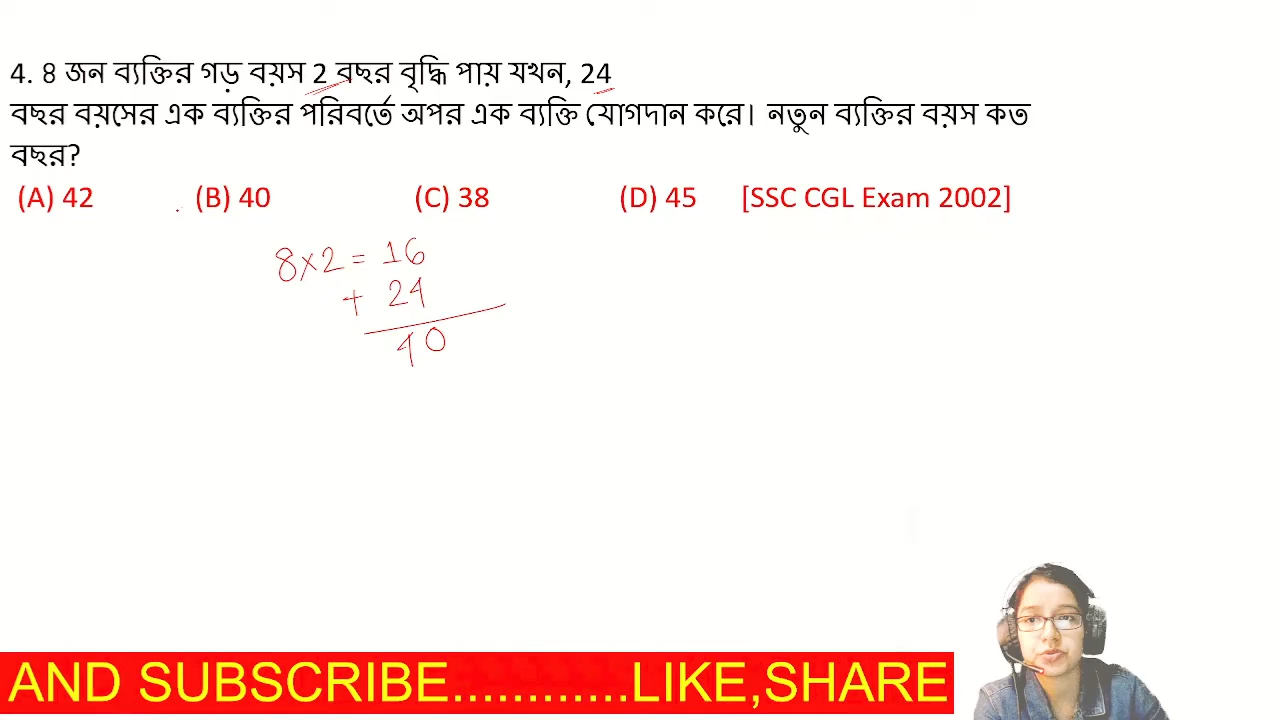 4. 8 জন ব্যক্তির গড় বয়স 2 বছর বৃদ্ধি পায় যখন, 24
বছর বয়সের এক ব্যক্তির পরিবর্তে অপর এক ব্যক্তি যোগদান করে। নতুন ব্যক্তির বয়স কত
বছর?
(A) 42 (B) 40 (C) 38 (D) 45 [SSC CGL Exam 2002]
8×2 = 16
+ 24
40
AND SUBSCRIBE............LIKE,SHARE